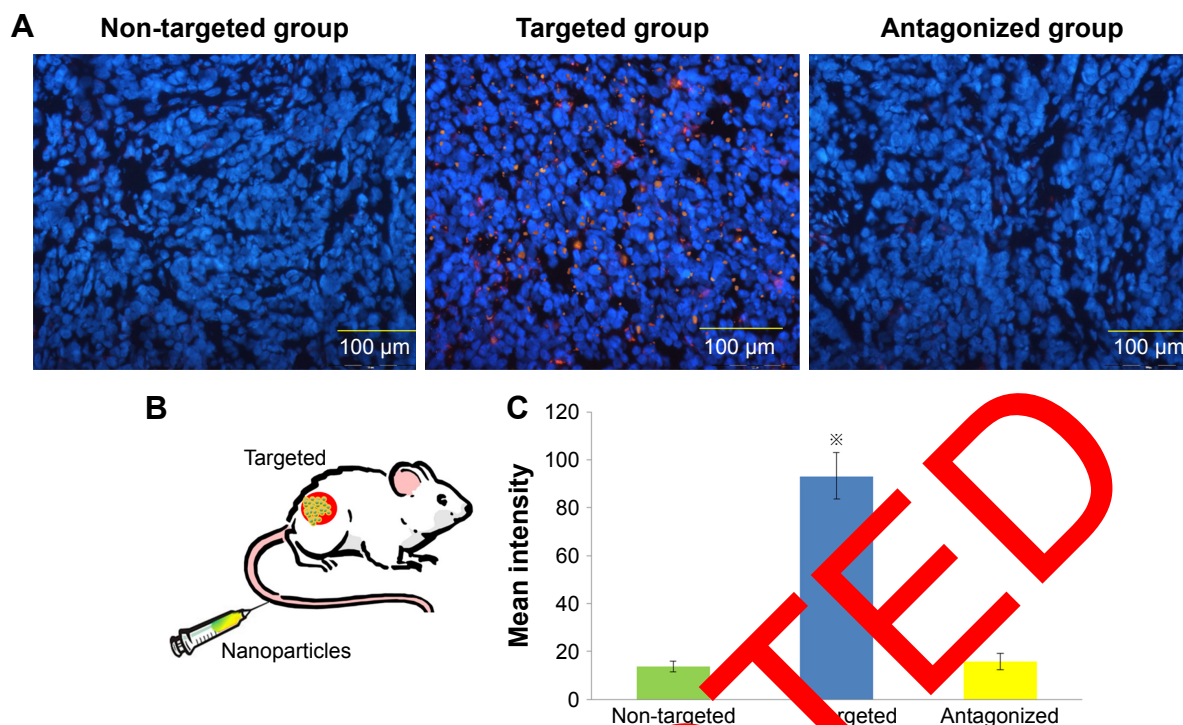 A
Non-targeted group
Targeted group
Antagonized group
100 µm
100 µm
100 µm
B
Targeted
Nanoparticles
C
Mean intensity
120
100
80
60
40
20
0
※
Non-targeted
Antagonized
TED